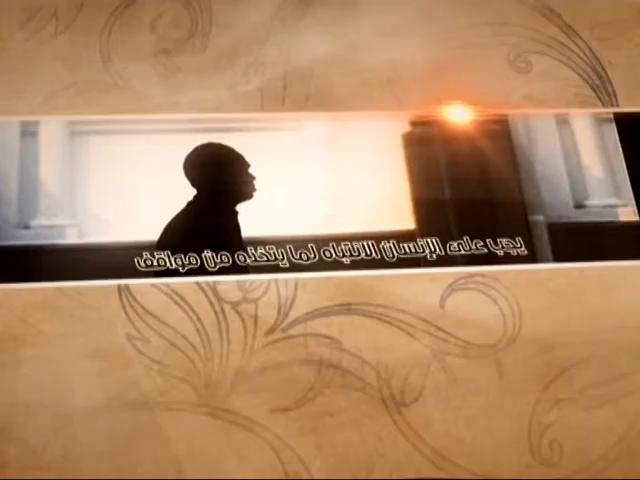 يجب على الإنسان الانتباه لما يتخذه من مواقف